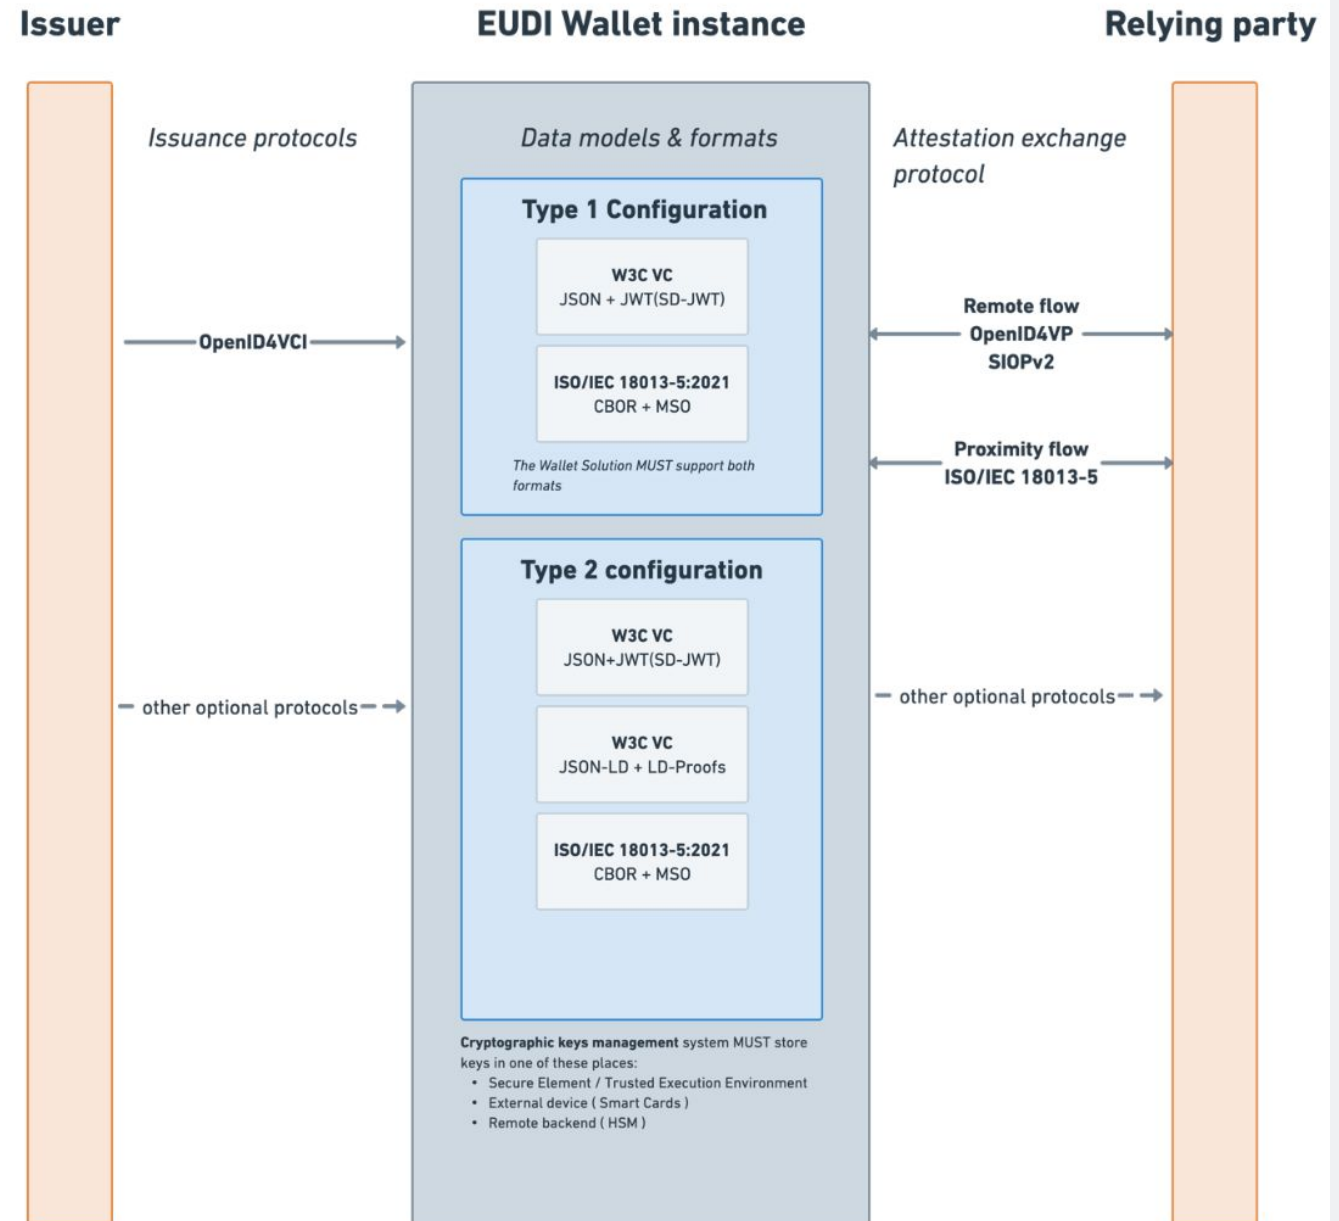 Issuer
EUDI Wallet instance
Relying party
Issuance protocols
Data models & formats
Attestation exchange
protocol
Type 1 Configuration
W3C VC
JSON + JWT(SD-JWT)
ISO/IEC 18013-5:2021
CBOR + MSO
The Wallet Solution MUST support both
formats
OpenID4VCI
Remote flow
OpenID4VP
SIOPv2
Proximity flow
ISO/IEC 18013-5
Type 2 configuration
W3C VC
JSON+JWT(SD-JWT)
W3C VC
JSON-LD + LD-Proofs
ISO/IEC 18013-5:2021
CBOR + MSO
other optional protocols
other optional protocols
Cryptographic keys management system MUST store
keys in one of these places:
• Secure Element / Trusted Execution Environment
• External device ( Smart Cards )
• Remote backend ( HSM )